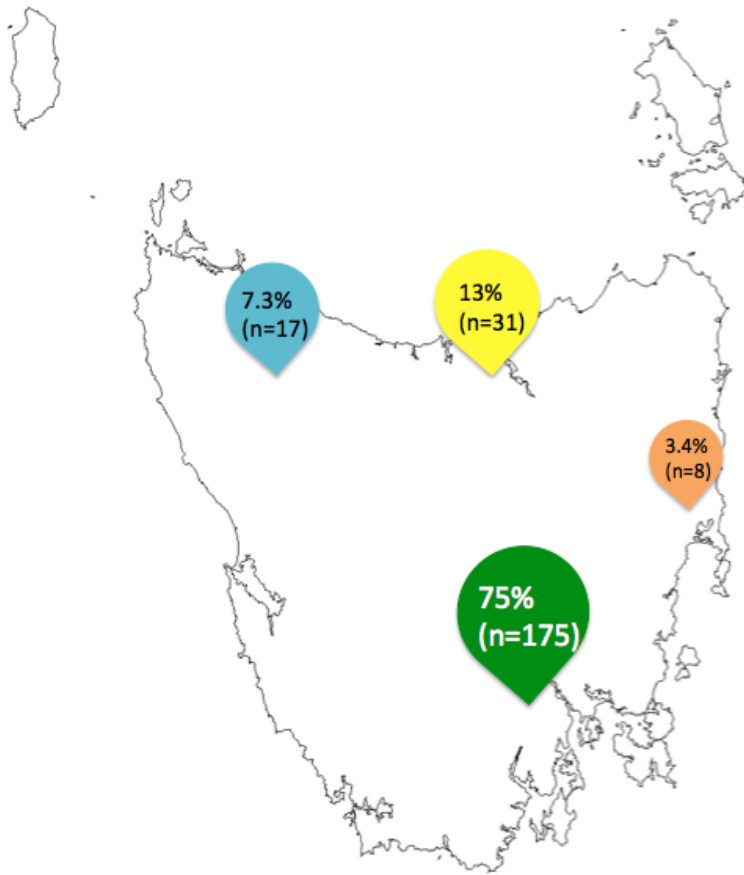 7.3%
(n=17)
13%
(n=31)
3.4%
(n=8)
75%
(n=175)